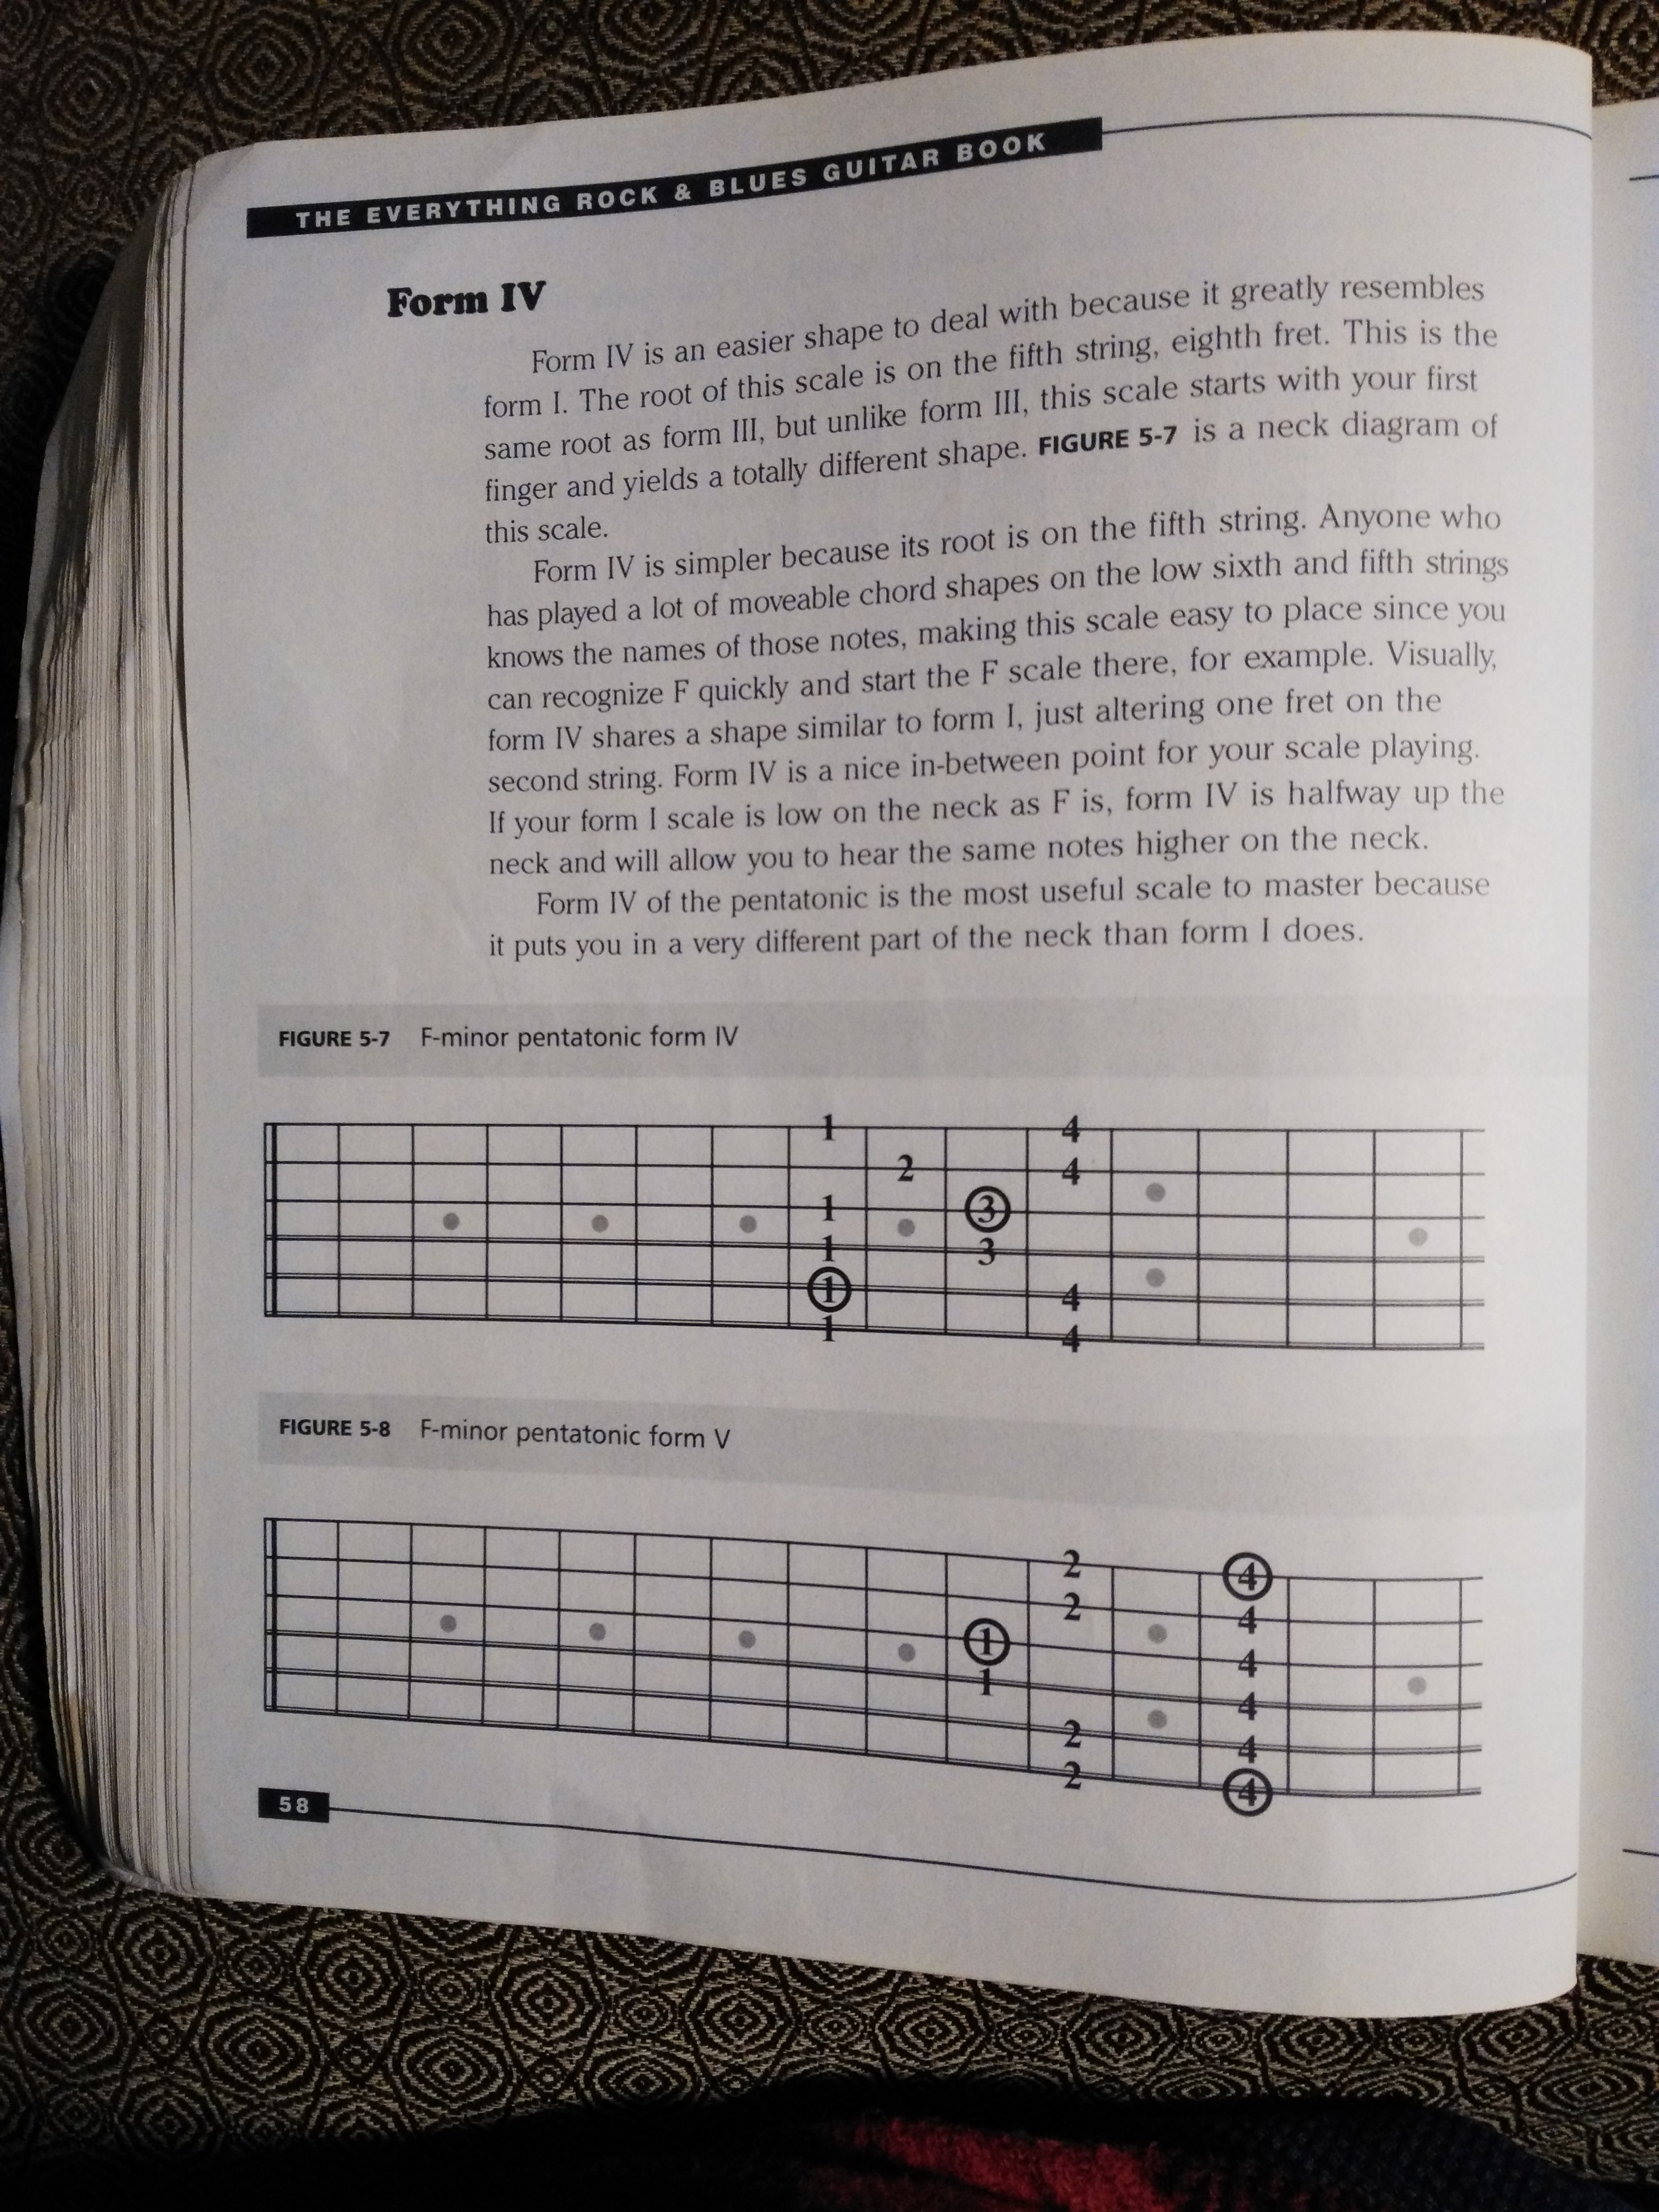 THE EVERYTHING ROCK & BLUES GUITAR BOOK
Form IV
Form IV is an easier shape to deal with because it greatly resembles
form I. The root of this scale is on the fifth string, eighth fret. This is the
same root as form III, but unlike form III, this scale starts with your first
finger and yields a totally different shape. FIGURE 5-7 is a neck diagram of
this scale.
Form IV is simpler because its root is on the fifth string. Anyone who
has played a lot of moveable chord shapes on the low sixth and fifth strings
knows the names of those notes, making this scale easy to place since you
can recognize F quickly and start the F scale there, for example. Visually,
form IV shares a shape similar to form I, just altering one fret on the
second string. Form IV is a nice in-between point for your scale playing.
If your form I scale is low on the neck as F is, form IV is halfway up the
neck and will allow you to hear the same notes higher on the neck.
Form IV of the pentatonic is the most useful scale to master because
it puts you in a very different part of the neck than form I does.
FIGURE 5-7 F-minor pentatonic form IV
1 4
2 4
1 3
1 3
1 4
1 4
FIGURE 5-8 F-minor pentatonic form V
2 4
2 4
1 4
1 4
2 4
2 4
58